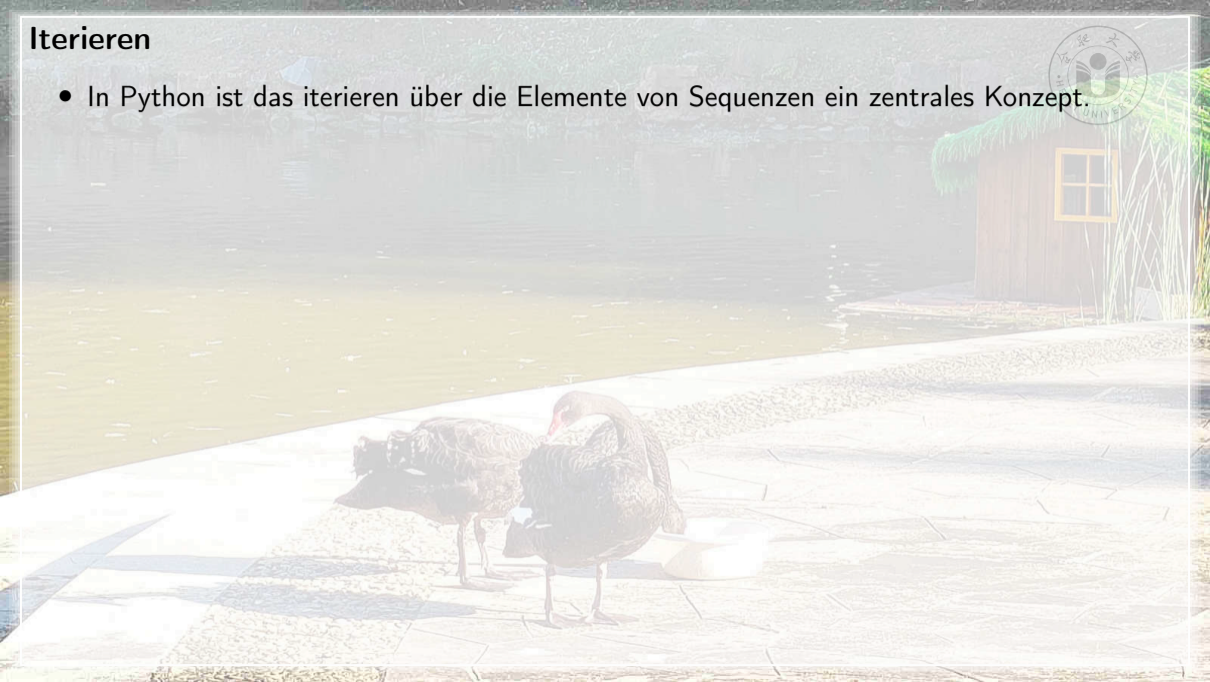 Iterieren
• In Python ist das iterieren über die Elemente von Sequenzen ein zentrales Konzept.